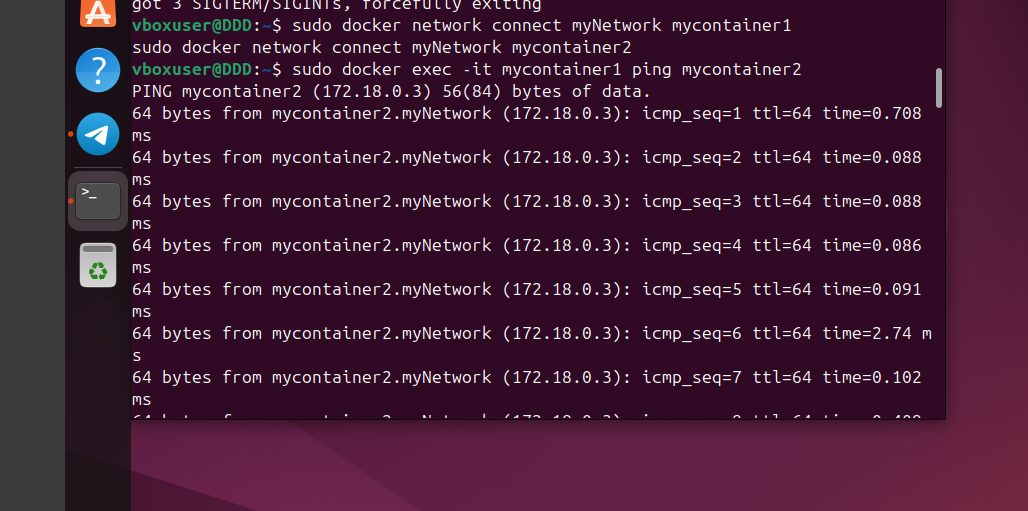 got 3 SIGTERM/SIGINTs, forcefully exiting
vboxuser@DDD:~$ sudo docker network connect myNetwork mycontainer1
sudo docker network connect myNetwork mycontainer2
vboxuser@DDD:~$ sudo docker exec -it mycontainer1 ping mycontainer2
PING mycontainer2 (172.18.0.3) 56(84) bytes of data.
64 bytes from mycontainer2.myNetwork (172.18.0.3): icmp_seq=1 ttl=64 time=0.708
ms
64 bytes from mycontainer2.myNetwork (172.18.0.3): icmp_seq=2 ttl=64 time=0.088
ms
64 bytes from mycontainer2.myNetwork (172.18.0.3): icmp_seq=3 ttl=64 time=0.088
ms
64 bytes from mycontainer2.myNetwork (172.18.0.3): icmp_seq=4 ttl=64 time=0.086
ms
64 bytes from mycontainer2.myNetwork (172.18.0.3): icmp_seq=5 ttl=64 time=0.091
ms
64 bytes from mycontainer2.myNetwork (172.18.0.3): icmp_seq=6 ttl=64 time=2.74 m
s
64 bytes from mycontainer2.myNetwork (172.18.0.3): icmp_seq=7 ttl=64 time=0.102
ms